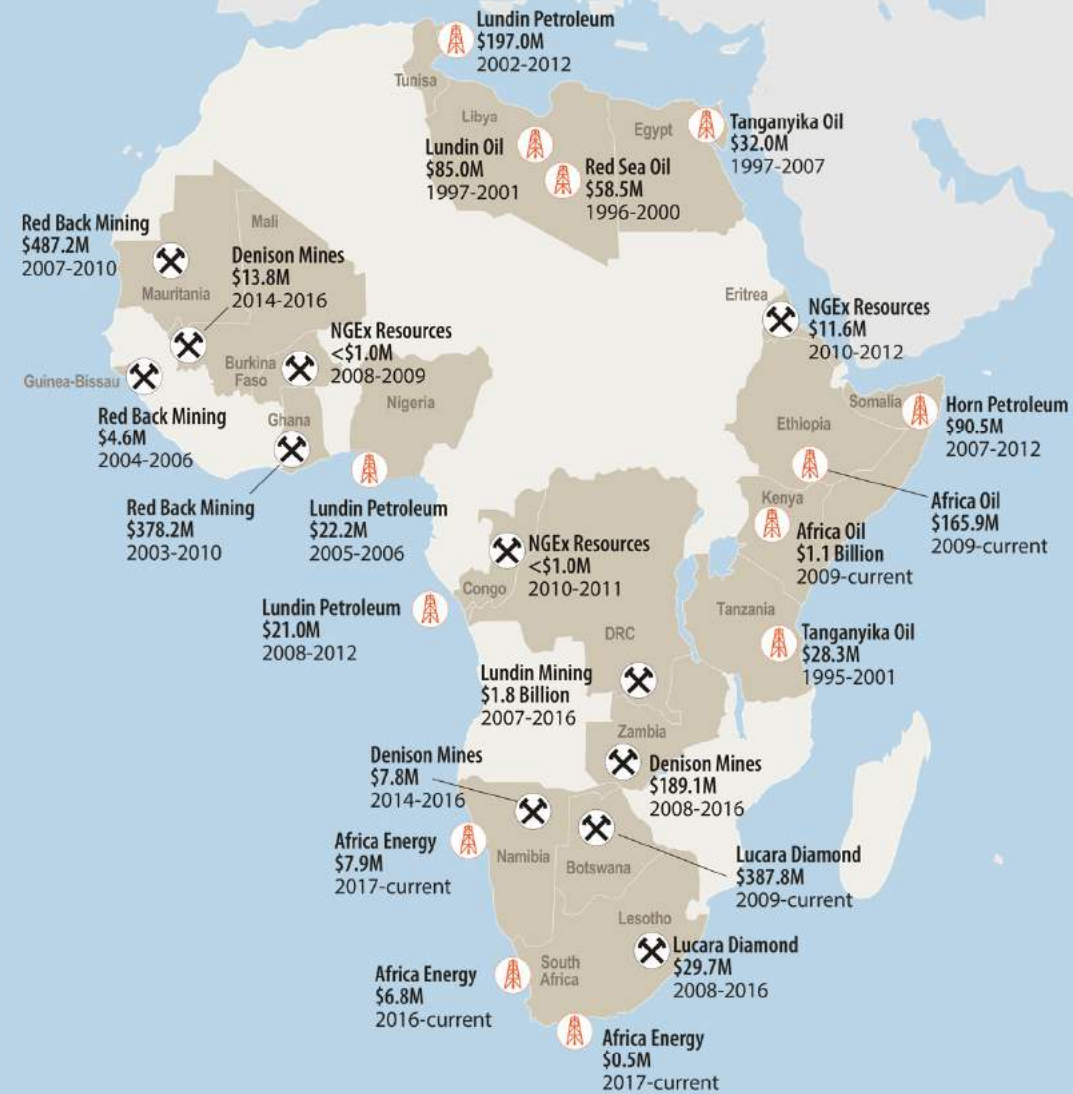 Lundin Petroleum
$197.0M
2002-2012
Tunisa
Libya
Lundin Oil
$85.0M
1997-2001
Red Sea Oil
$58.5M
1996-2000
Egypt
Tanganyika Oil
$32.0M
1997-2007
Red Back Mining
$487.2M
2007-2010
Mauritania
Mali
Denison Mines
$13.8M
2014-2016
NGEx Resources
<$1.0M
2008-2009
Burkina
Faso
Guinea-Bissau
Red Back Mining
$4.6M
2004-2006
Ghana
Red Back Mining
$378.2M
2003-2010
Nigeria
Lundin Petroleum
$22.2M
2005-2006
Eritrea
NGEx Resources
$11.6M
2010-2012
Somalia
Horn Petroleum
$90.5M
2007-2012
Ethiopia
Africa Oil
$165.9M
2009-current
Kenya
Africa Oil
$1.1 Billion
2009-current
NGEx Resources
<$1.0M
2010-2011
Congo
Lundin Petroleum
$21.0M
2008-2012
DRC
Tanzania
Tanganyika Oil
$28.3M
1995-2001
Lundin Mining
$1.8 Billion
2007-2016
Zambia
Denison Mines
$189.1M
2008-2016
Denison Mines
$7.8M
2014-2016
Africa Energy
$7.9M
2017-current
Namibia
Botswana
Lucara Diamond
$387.8M
2009-current
Lesotho
Lucara Diamond
$29.7M
2008-2016
South
Africa
Africa Energy
$6.8M
2016-current
Africa Energy
$0.5M
2017-current